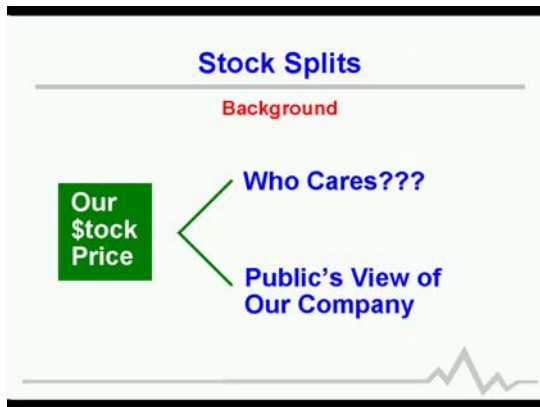 Stock Splits
Background
Our
$tock
Price
Who Cares???
Public's View of
Our Company